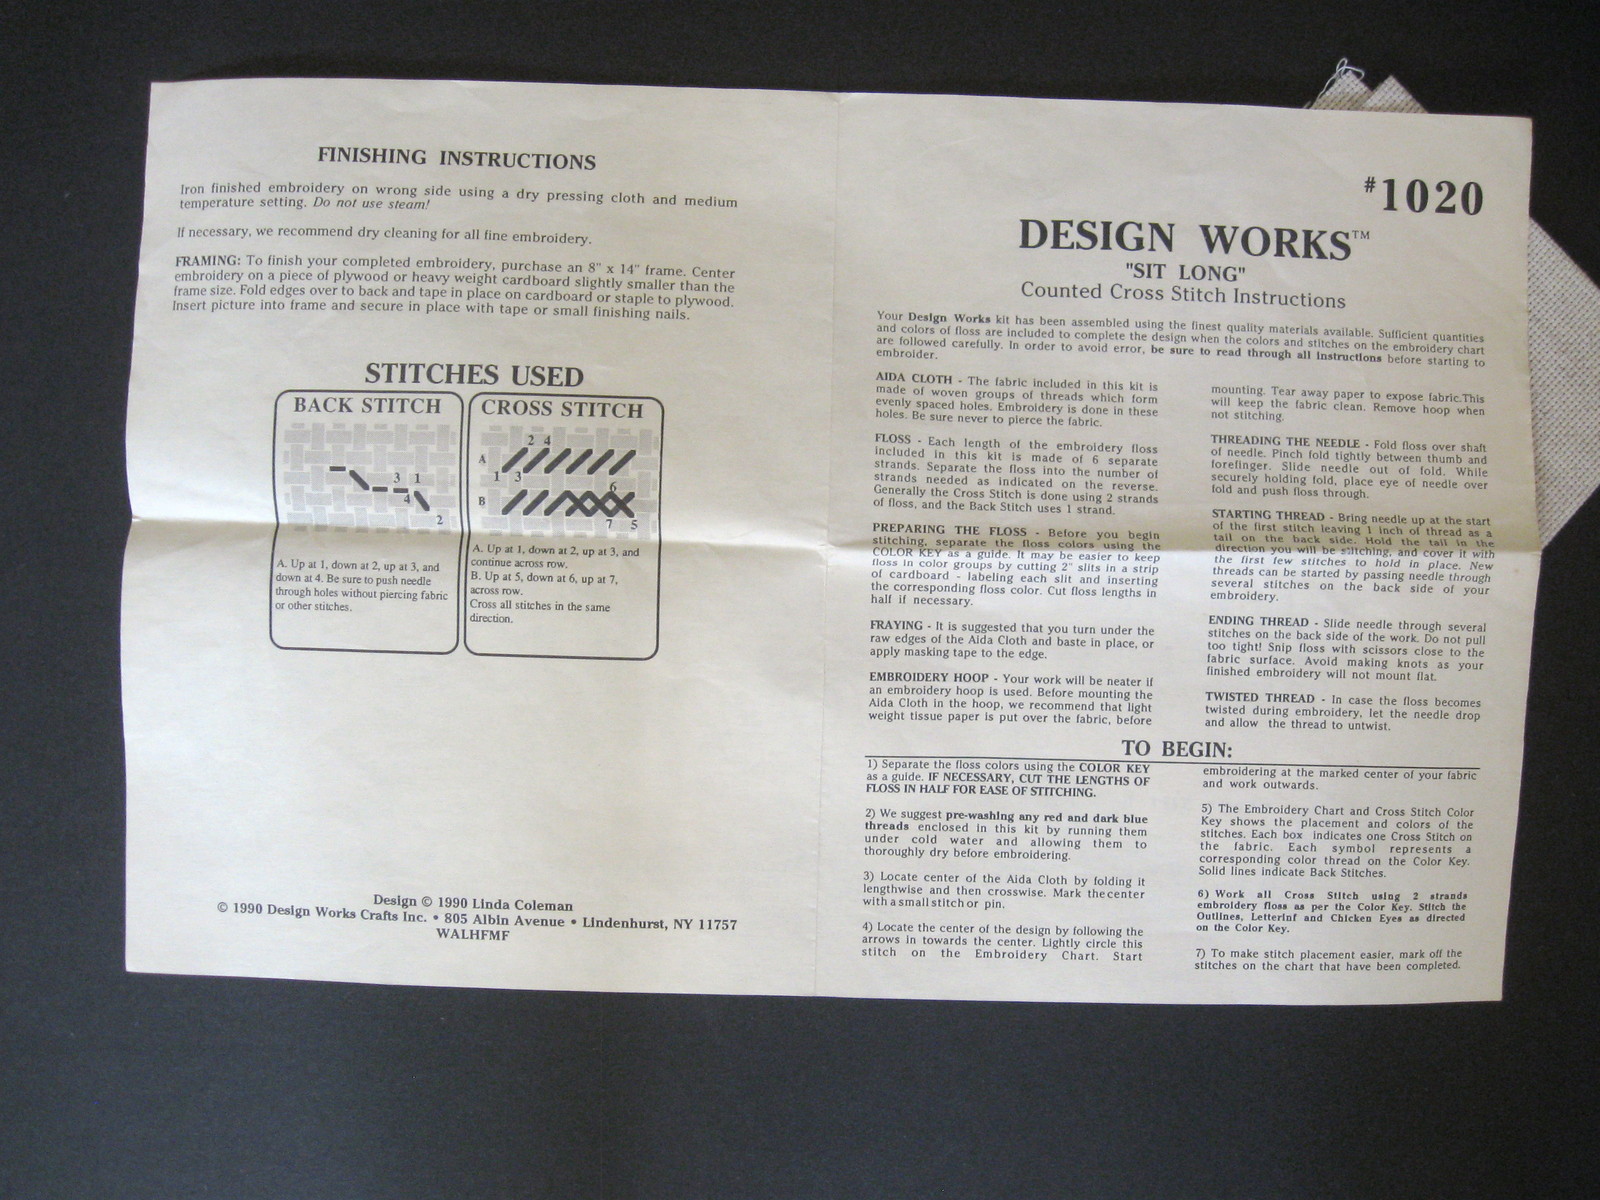 FINISHING INSTRUCTIONS
Iron finished embroidery on wrong side using a dry pressing cloth and medium
temperature setting. Do not use steam!
If necessary, we recommend dry cleaning for all fine embroidery.
FRAMING: To finish your completed embroidery, purchase an 8" x 14" frame. Center
embroidery on a piece of plywood or heavy weight cardboard slightly smaller than the
frame size. Fold edges over to back and tape in place on cardboard or staple to plywood.
Insert picture into frame and secure in place with tape or small finishing nails.
STITCHES USED
BACK STITCH
3 1
4
2
A. Up at 1, down at 2, up at 3, and
down at 4. Be sure to push needle
through holes without piercing fabric
or other stitches.
CROSS STITCH
2 4
A
1 3
6
B
7 5
A. Up at 1, down at 2, up at 3, and
continue across row.
B. Up at 5, down at 6, up at 7,
across row.
Cross all stitches in the same
direction.
Design © 1990 Linda Coleman
© 1990 Design Works Crafts Inc. • 805 Albin Avenue • Lindenhurst, NY 11757
WALHFMF
#1020
DESIGN WORKS™
"SIT LONG"
Counted Cross Stitch Instructions
Your Design Works kit has been assembled using the finest quality materials available. Sufficient quantities
and colors of floss are included to complete the design when the colors and stitches on the embroidery chart
are followed carefully. In order to avoid error, be sure to read through all instructions before starting to
embroider.
AIDA CLOTH - The fabric included in this kit is
made of woven groups of threads which form
evenly spaced holes. Embroidery is done in these
holes. Be sure never to pierce the fabric.
FLOSS - Each length of the embroidery floss
included in this kit is made of 6 separate
strands. Separate the floss into the number of
strands needed as indicated on the reverse.
Generally the Cross Stitch is done using 2 strands
of floss, and the Back Stitch uses 1 strand.
PREPARING THE FLOSS - Before you begin
stitching, separate the floss colors using the
COLOR KEY as a guide. It may be easier to keep
floss in color groups by cutting 2" slits in a strip
of cardboard - labeling each slit and inserting
the corresponding floss color. Cut floss lengths in
half if necessary.
FRAYING - It is suggested that you turn under the
raw edges of the Aida Cloth and baste in place, or
apply masking tape to the edge.
EMBROIDERY HOOP - Your work will be neater if
an embroidery hoop is used. Before mounting the
Aida Cloth in the hoop, we recommend that light
weight tissue paper is put over the fabric, before
mounting. Tear away paper to expose fabric.This
will keep the fabric clean. Remove hoop when
not stitching.
THREADING THE NEEDLE - Fold floss over shaft
of needle. Pinch fold tightly between thumb and
forefinger. Slide needle out of fold. While
securely holding fold, place eye of needle over
fold and push floss through.
STARTING THREAD - Bring needle up at the start
of the first stitch leaving 1 inch of thread as a
tail on the back side. Hold the tail in the
direction you will be stitching, and cover it with
the first few stitches to hold in place. New
threads can be started by passing needle through
several stitches on the back side of your
embroidery.
ENDING THREAD - Slide needle through several
stitches on the back side of the work. Do not pull
too tight! Snip floss with scissors close to the
fabric surface. Avoid making knots as your
finished embroidery will not mount flat.
TWISTED THREAD - In case the floss becomes
twisted during embroidery, let the needle drop
and allow the thread to untwist.
TO BEGIN:
1) Separate the floss colors using the COLOR KEY
as a guide. IF NECESSARY, CUT THE LENGTHS OF
FLOSS IN HALF FOR EASE OF STITCHING.
2) We suggest pre-washing any red and dark blue
threads enclosed in this kit by running them
under cold water and allowing them to
thoroughly dry before embroidering.
3) Locate center of the Aida Cloth by folding it
lengthwise and then crosswise. Mark thecenter
with a small stitch or pin.
4) Locate the center of the design by following the
arrows in towards the center. Lightly circle this
stitch on the Embroidery Chart. Start
embroidering at the marked center of your fabric
and work outwards.
5) The Embroidery Chart and Cross Stitch Color
Key shows the placement and colors of the
stitches. Each box indicates one Cross Stitch on
the fabric. Each symbol represents a
corresponding color thread on the Color Key.
Solid lines indicate Back Stitches.
6) Work all Cross Stitch using 2 strands
embroidery floss as per the Color Key. Stitch the
Outlines, Letterinf and Chicken Eyes as directed
on the Color Key.
7) To make stitch placement easier, mark off the
stitches on the chart that have been completed.